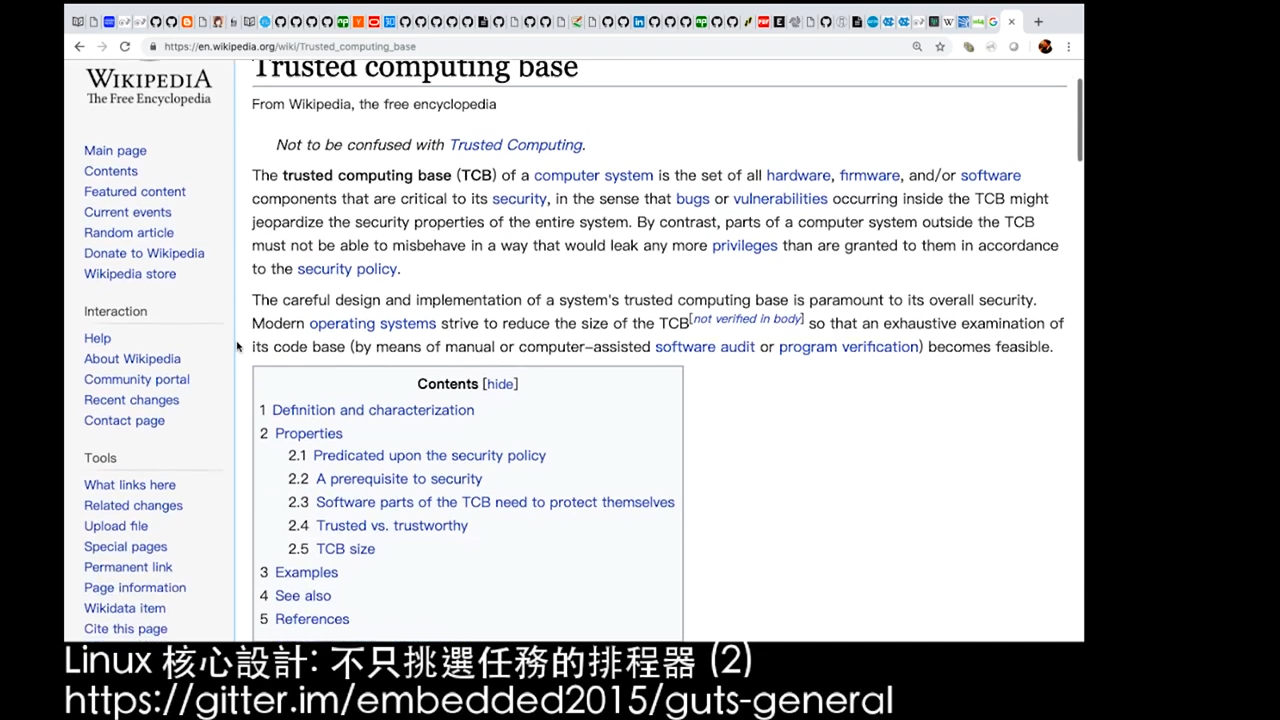 https://en.wikipedia.org/wiki/Trusted_computing_base
WIKIPEDIA
The Free Encyclopedia
Main page
Contents
Featured content
Current events
Random article
Donate to Wikipedia
Wikipedia store
Interaction
Help
About Wikipedia
Community portal
Recent changes
Contact page
Tools
What links here
Related changes
Upload file
Special pages
Permanent link
Page information
Wikidata item
Cite this page
Trusted computing base
From Wikipedia, the free encyclopedia
Not to be confused with Trusted Computing.
The trusted computing base (TCB) of a computer system is the set of all hardware, firmware, and/or software
components that are critical to its security, in the sense that bugs or vulnerabilities occurring inside the TCB might
jeopardize the security properties of the entire system. By contrast, parts of a computer system outside the TCB
must not be able to misbehave in a way that would leak any more privileges than are granted to them in accordance
to the security policy.
The careful design and implementation of a system's trusted computing base is paramount to its overall security.
Modern operating systems strive to reduce the size of the TCB[not verified in body] so that an exhaustive examination of
its code base (by means of manual or computer-assisted software audit or program verification) becomes feasible.
Contents [hide]
1 Definition and characterization
2 Properties
2.1 Predicated upon the security policy
2.2 A prerequisite to security
2.3 Software parts of the TCB need to protect themselves
2.4 Trusted vs. trustworthy
2.5 TCB size
3 Examples
4 See also
5 References
Linux 核心設計: 不只挑選任務的排程器 (2)
https://gitter.im/embedded2015/guts-general